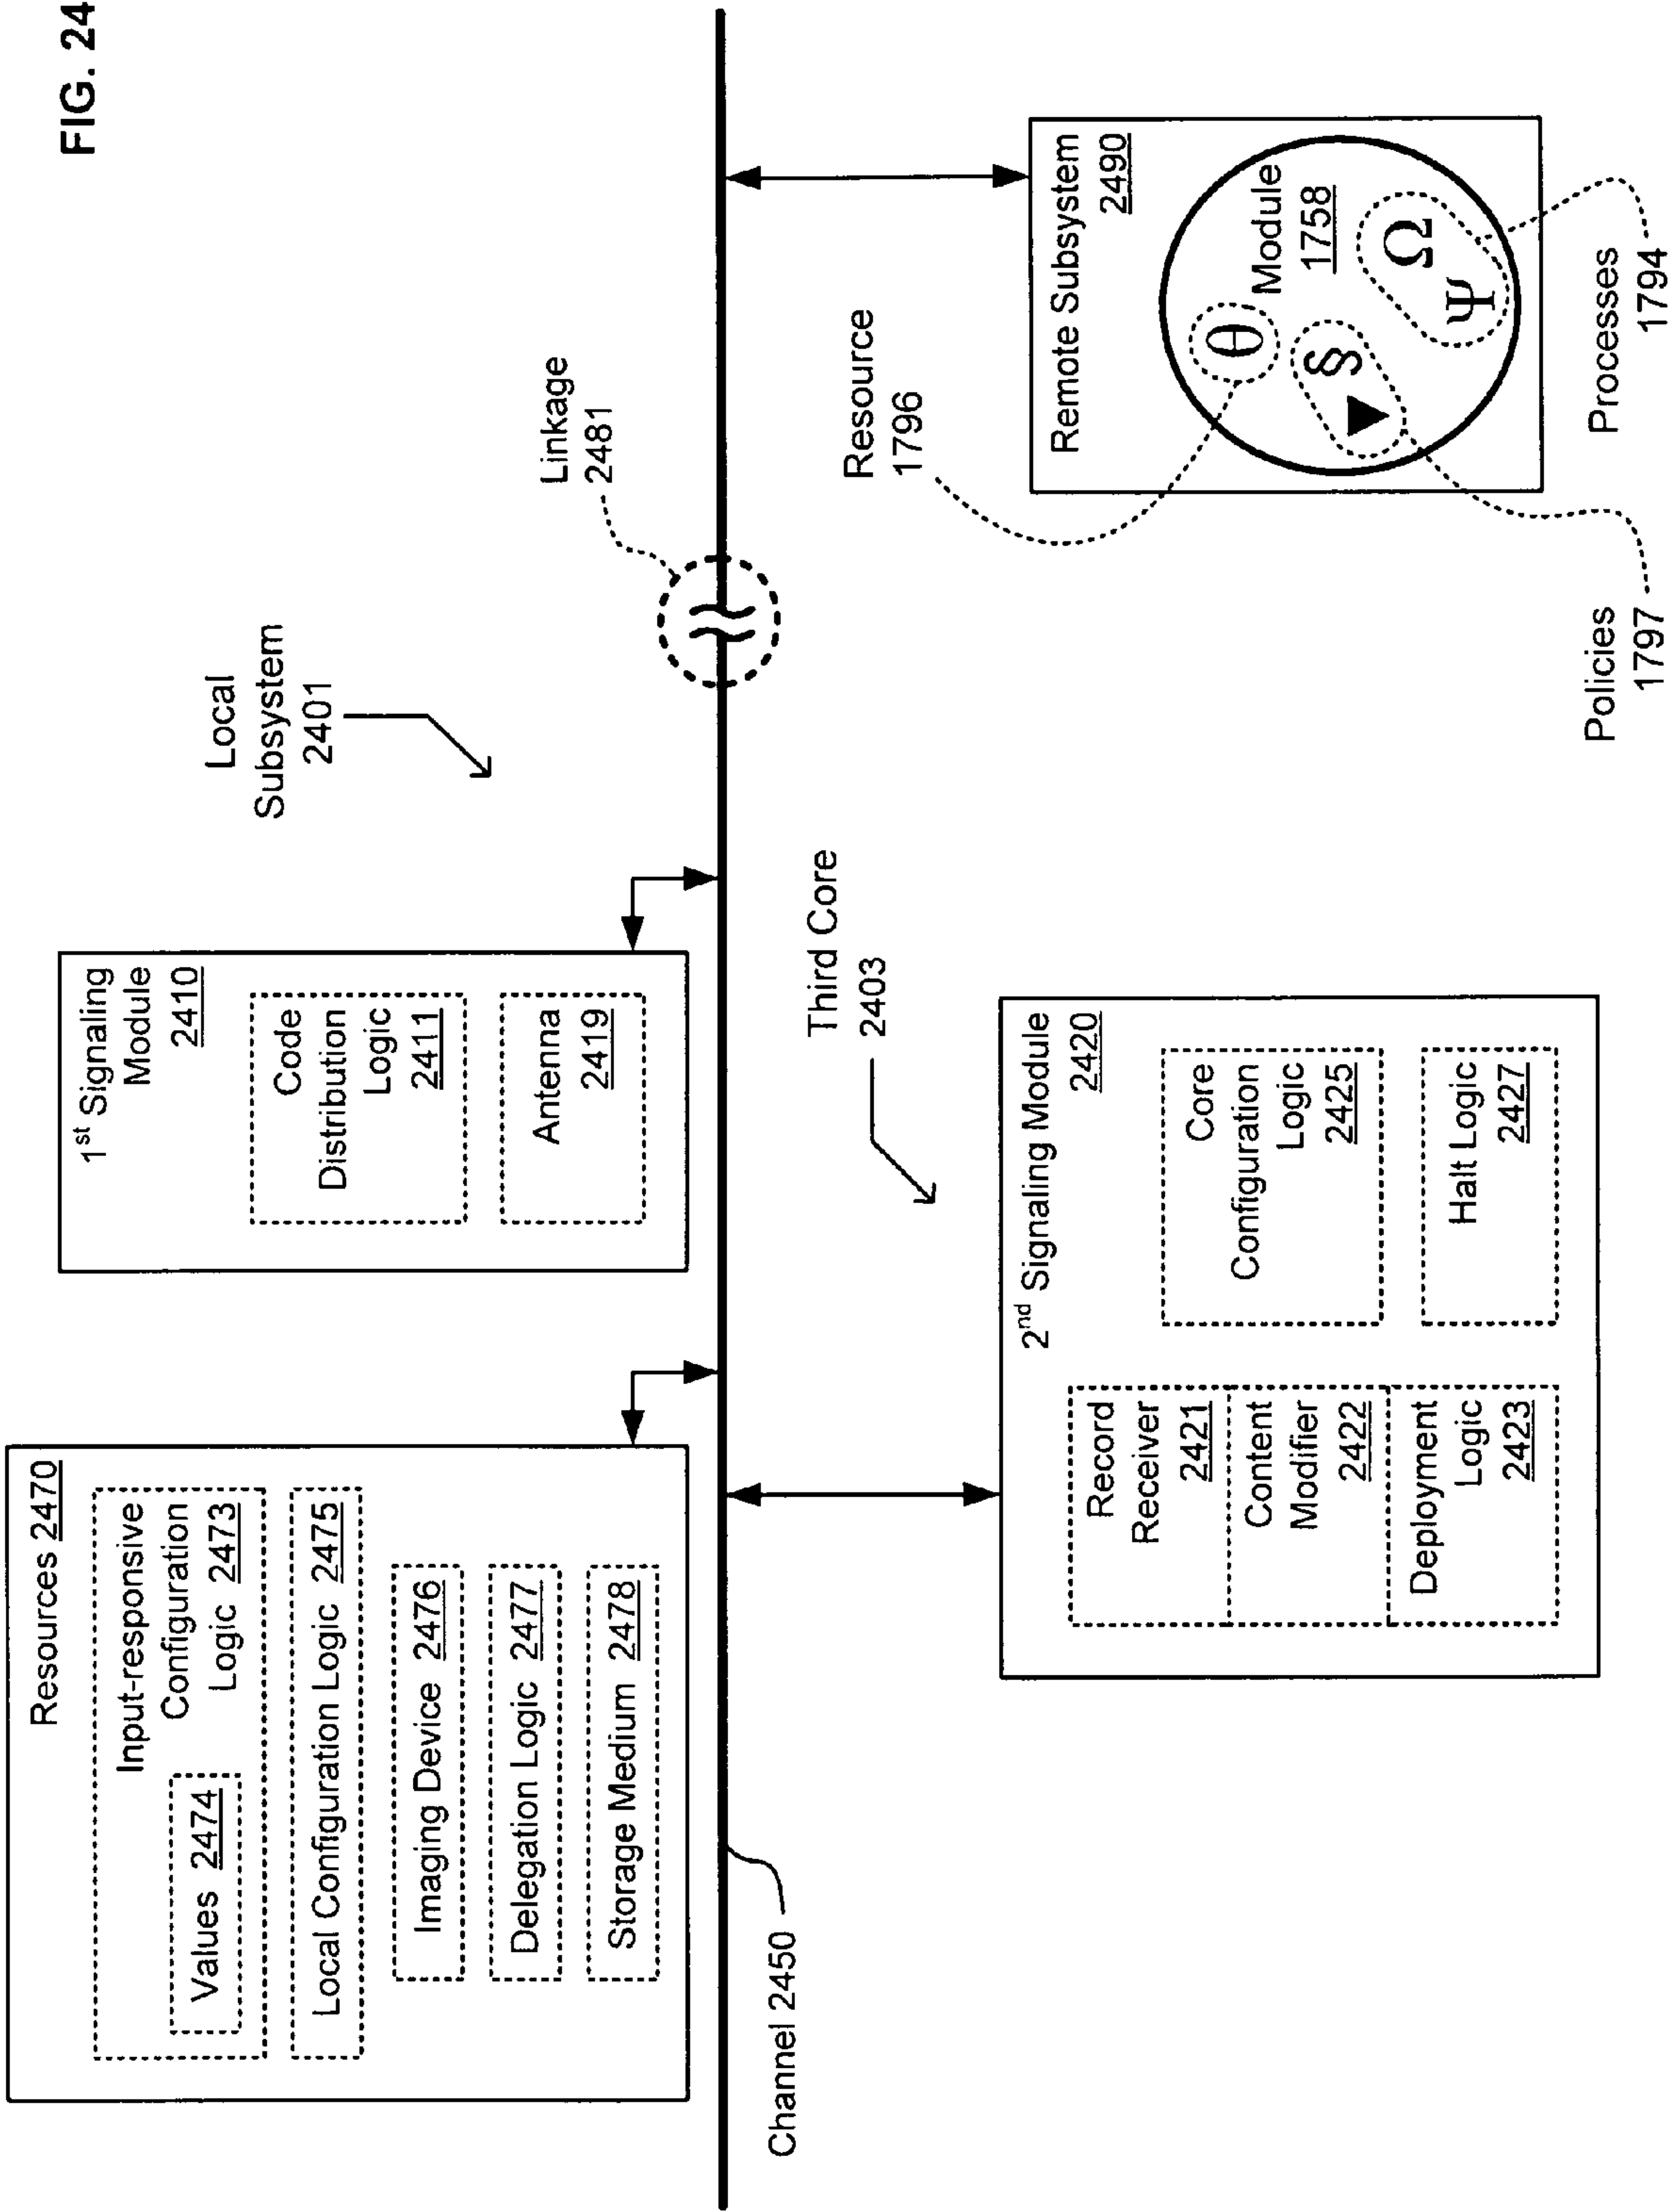 FIG. 24
Resources 2470
Input-responsive
Configuration
Logic 2473
Values 2474
Local Configuration Logic 2475
Imaging Device 2476
Delegation Logic 2477
Storage Medium 2478
1st Signaling
Module
2410
Code
Distribution
Logic
2411
Antenna
2419
Local
Subsystem
2401
Linkage
2481
Channel 2450
Third Core
2403
2nd Signaling Module
2420
Record
Receiver
2421
Content
Modifier
2422
Deployment
Logic
2423
Core
Configuration
Logic
2425
Halt Logic
2427
Resource
1796
Remote Subsystem
2490
θ
Module
1758
§
Ψ Ω
Policies
1797
Processes
1794